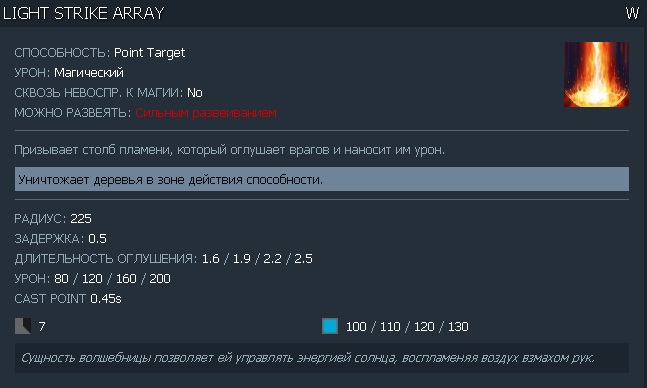 LIGHT STRIKE ARRAY W
СПОСОБНОСТЬ: Point Target
УРОН: Магический
СКВОЗЬ НЕВОСПР. К МАГИИ: No
МОЖНО РАЗВЕЯТЬ: Сильным развеиванием
Призывает столб пламени, который оглушает врагов и наносит им урон.
Уничтожает деревья в зоне действия способности.
РАДИУС: 225
ЗАДЕРЖКА: 0.5
ДЛИТЕЛЬНОСТЬ ОГЛУШЕНИЯ: 1.6 / 1.9 / 2.2 / 2.5
УРОН: 80 / 120 / 160 / 200
CAST POINT 0.45s
7 100 / 110 / 120 / 130
Сущность волшебницы позволяет ей управлять энергией солнца, воспламеняя воздух взмахом рук.